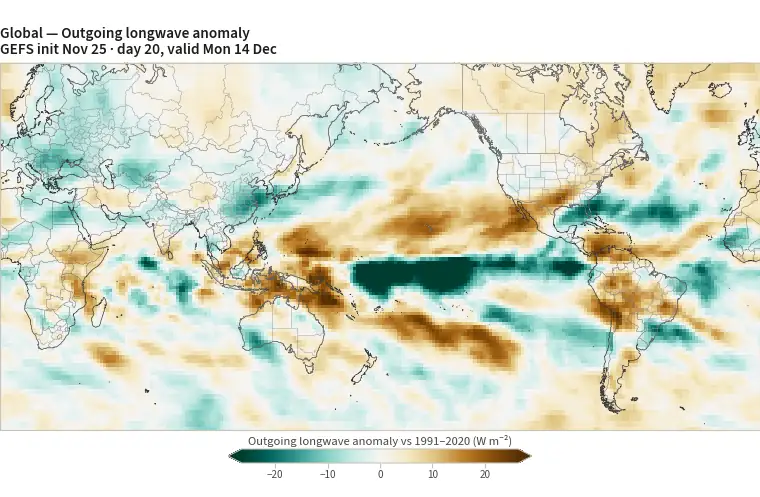 Global — Outgoing longwave anomaly
GEFS init Nov 25 · day 20, valid Mon 14 Dec
Outgoing longwave anomaly vs 1991–2020 (W m⁻²)
−20 −10 0 10 20